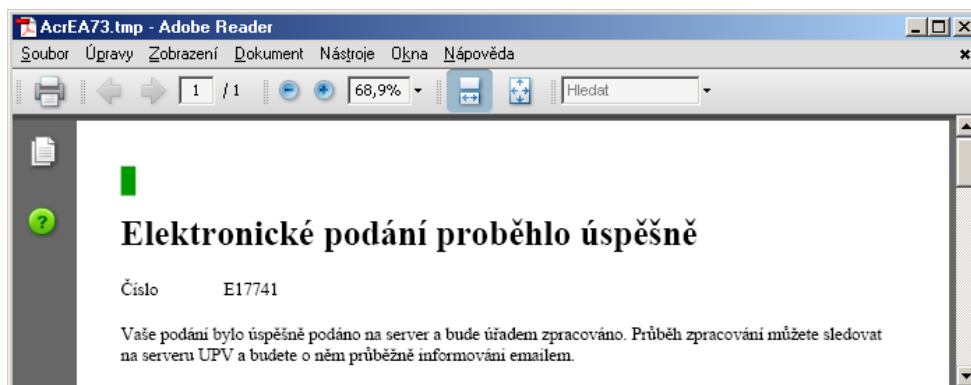 AcrEA73.tmp - Adobe Reader
Soubor Úpravy Zobrazení Dokument Nástroje Okna Nápověda
1 / 1 68,9% Hledat
Elektronické podání proběhlo úspěšně
Číslo E17741
Vaše podání bylo úspěšně podáno na server a bude úřadem zpracováno. Průběh zpracování můžete sledovat
na serveru UPV a budete o něm průběžně informováni emailem.